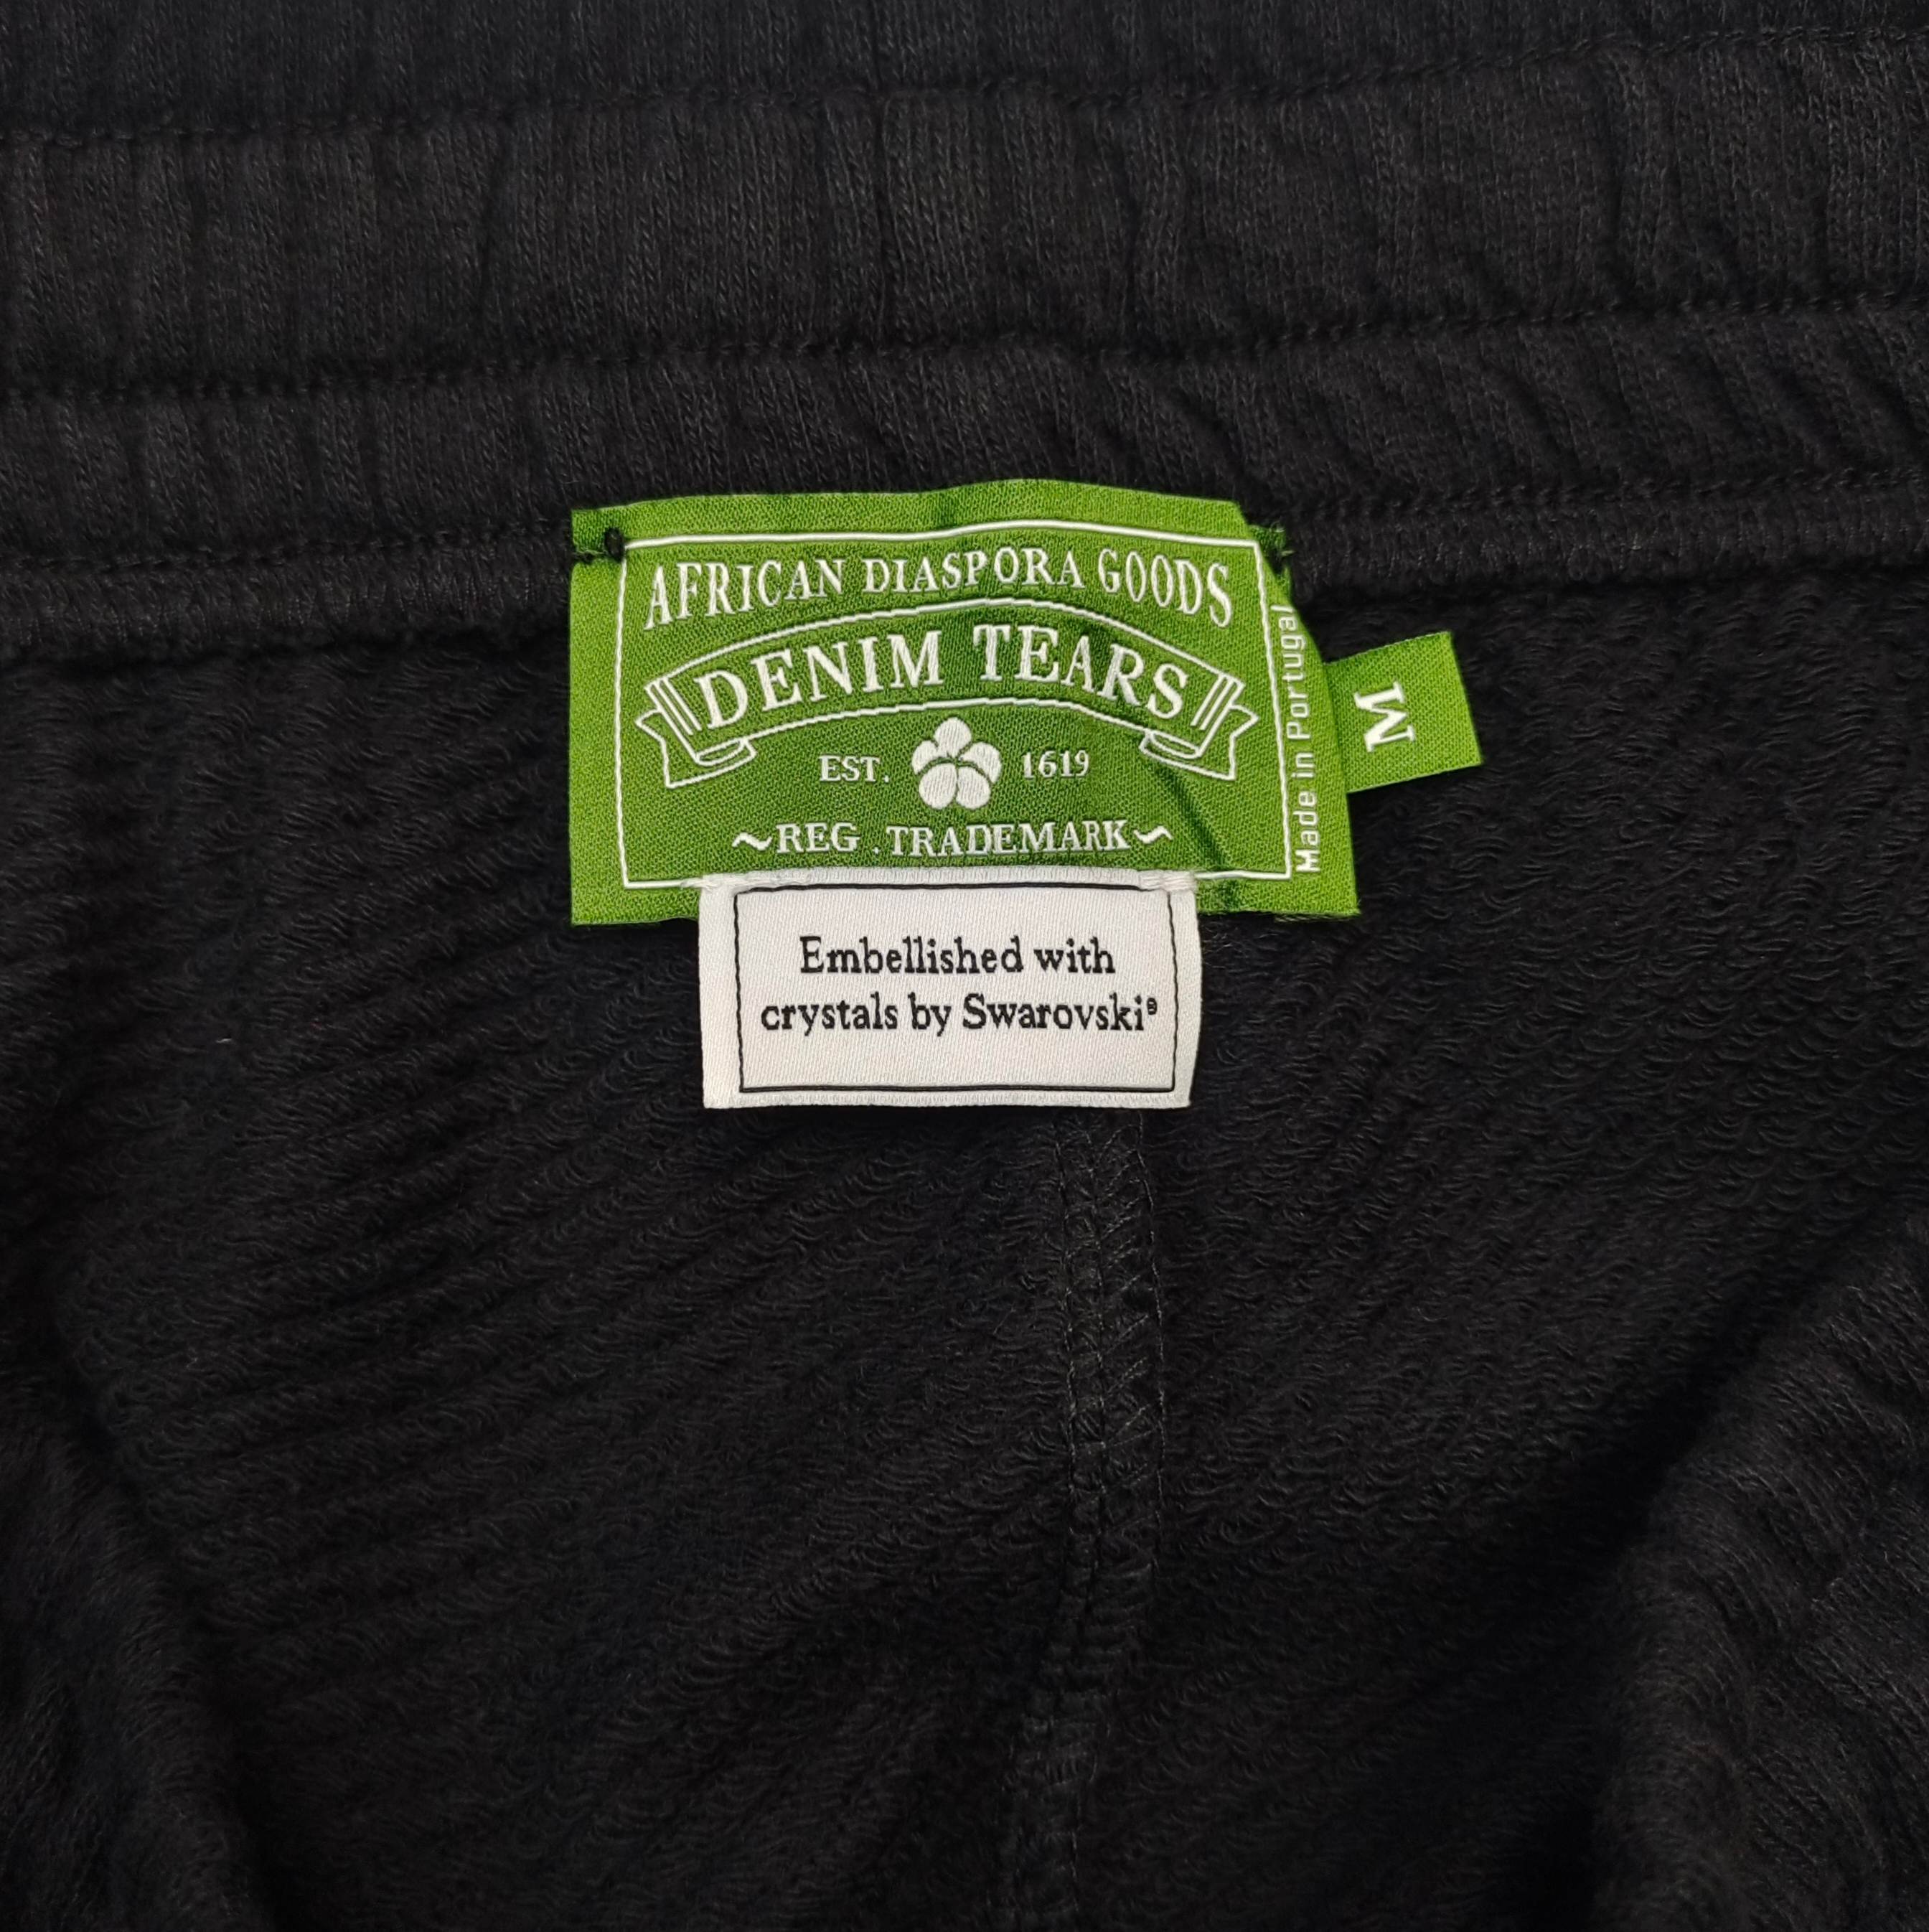 AFRICAN DIASPORA GOODS
DENIM TEARS
EST. 1619
~REG . TRADEMARK~
Made in Portugal
M
Embellished with
crystals by Swarovski®